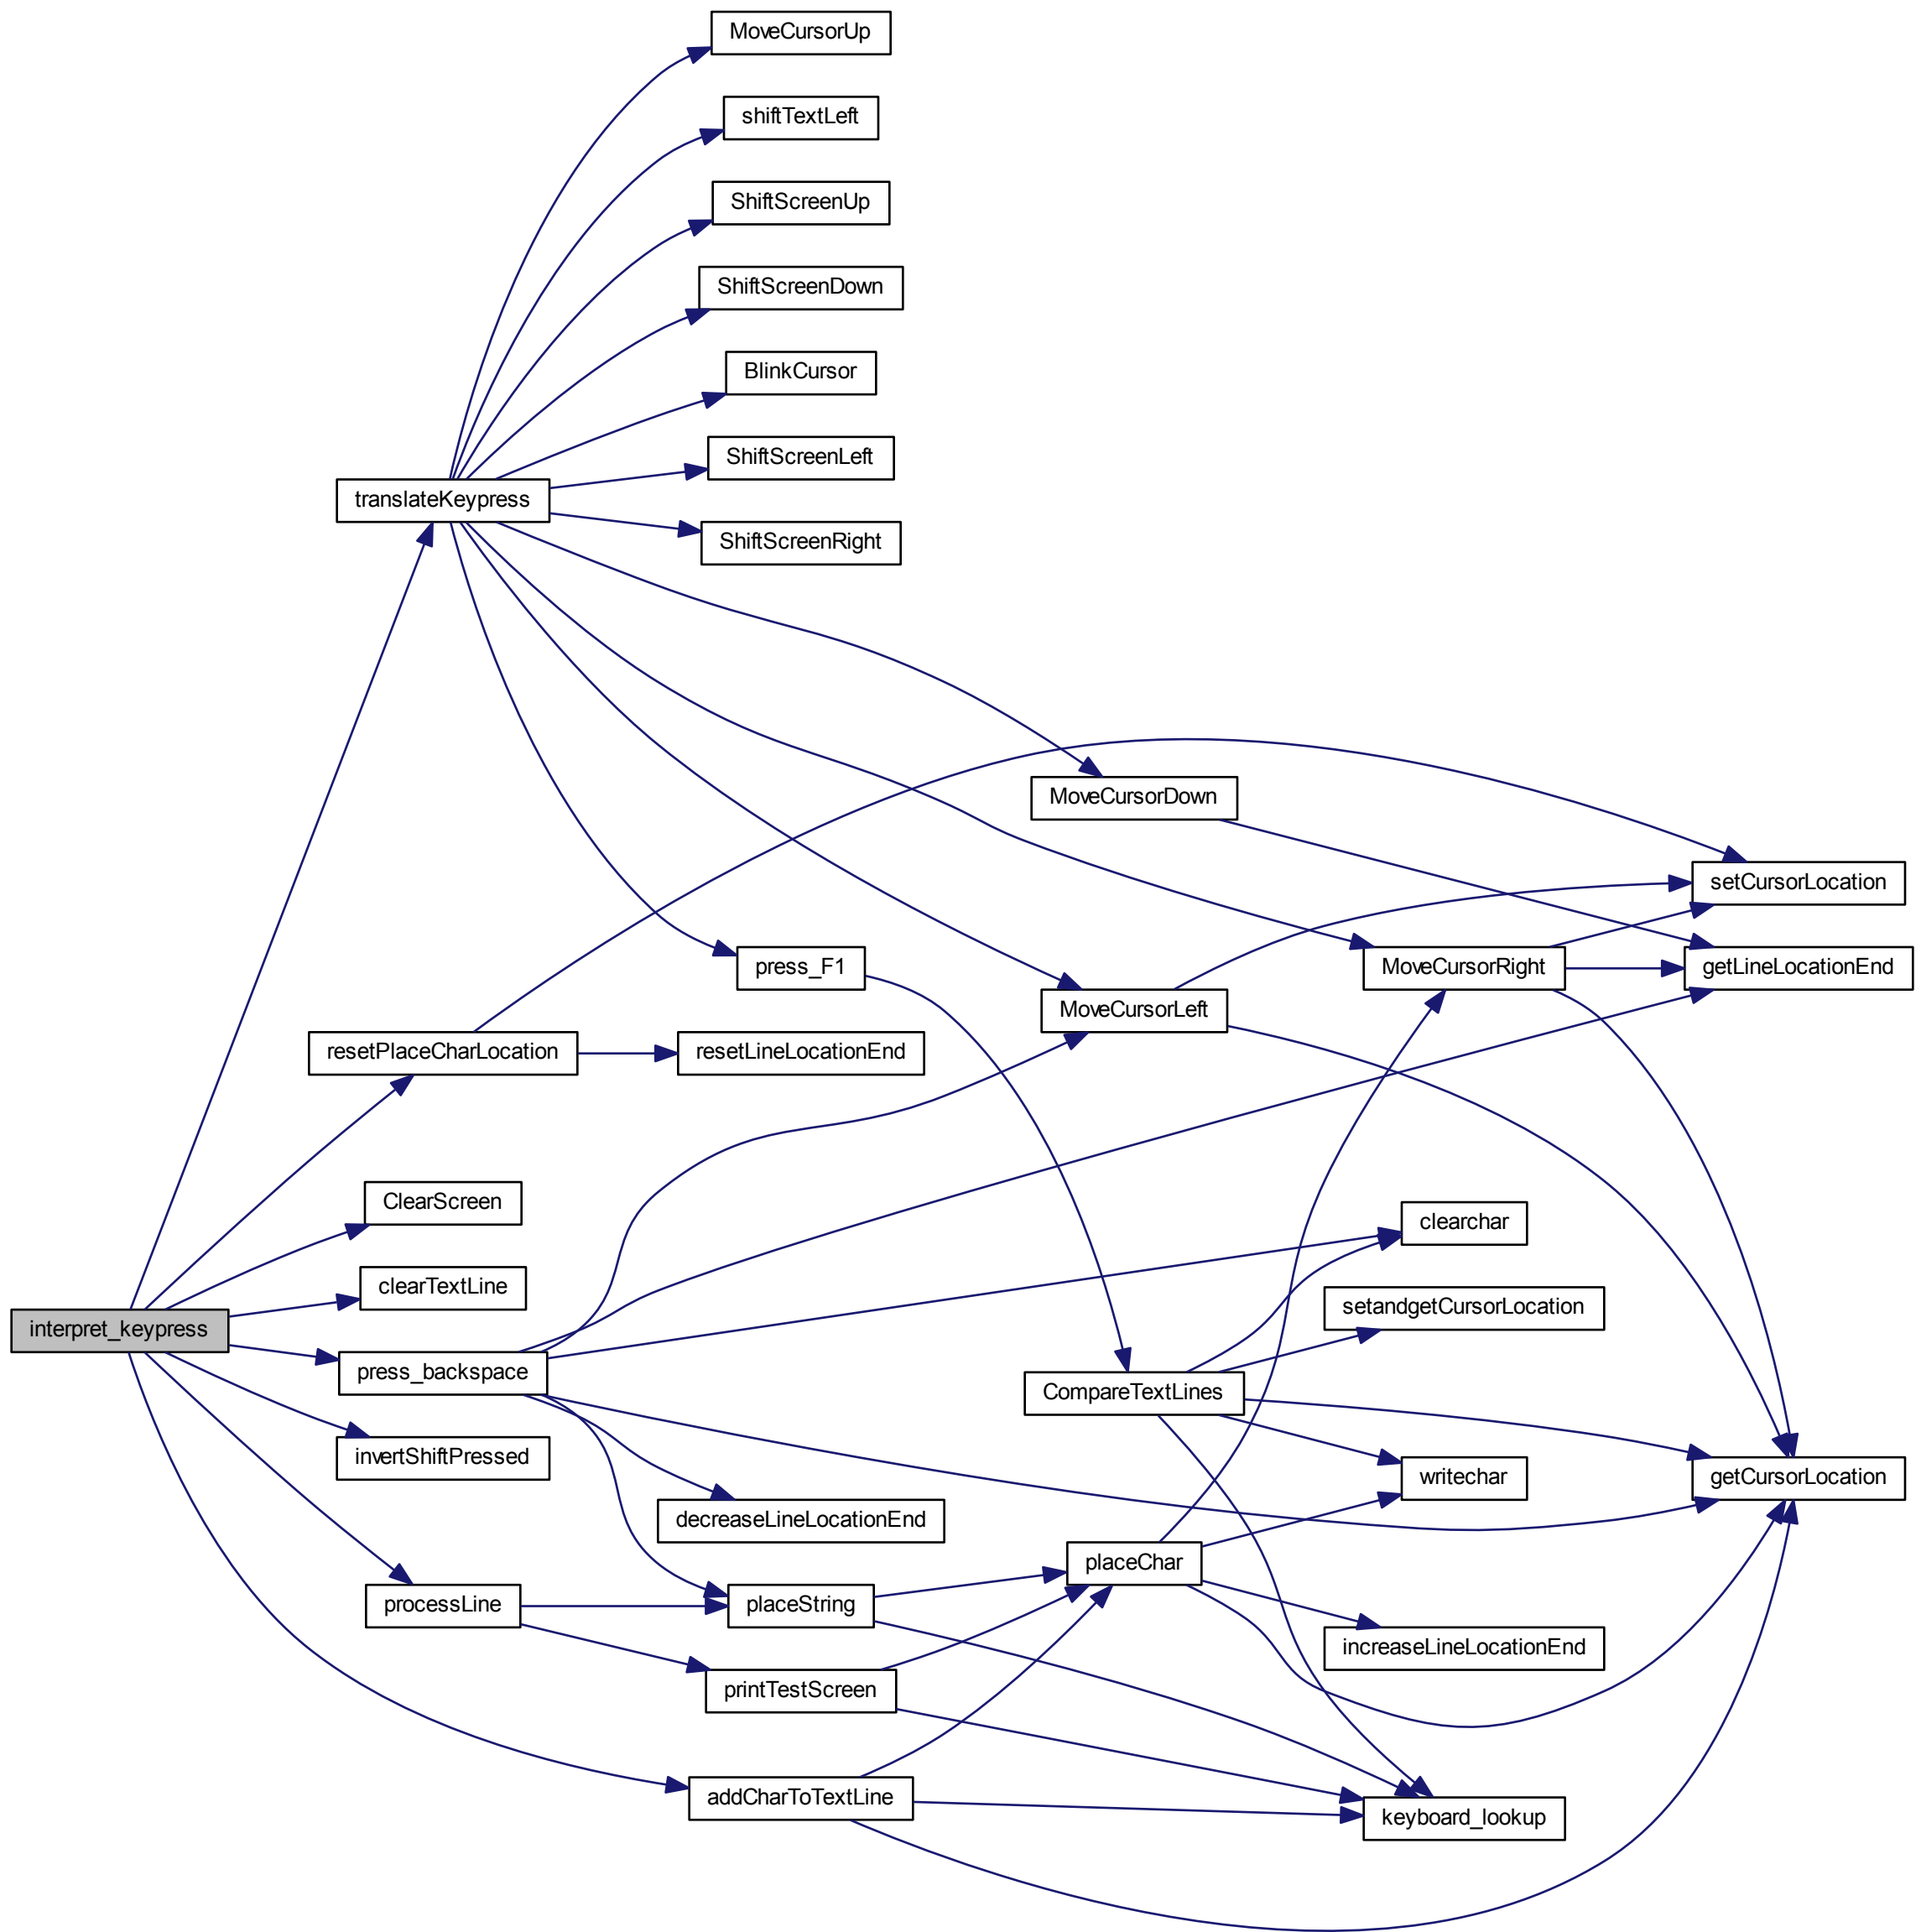 MoveCursorUp
shiftTextLeft
ShiftScreenUp
ShiftScreenDown
BlinkCursor
ShiftScreenLeft
translateKeypress
ShiftScreenRight
MoveCursorDown
setCursorLocation
press_F1
MoveCursorRight
getLineLocationEnd
MoveCursorLeft
resetPlaceCharLocation
resetLineLocationEnd
ClearScreen
clearchar
clearTextLine
setandgetCursorLocation
interpret_keypress
press_backspace
CompareTextLines
invertShiftPressed
writechar
getCursorLocation
decreaseLineLocationEnd
placeChar
processLine
placeString
increaseLineLocationEnd
printTestScreen
addCharToTextLine
keyboard_lookup